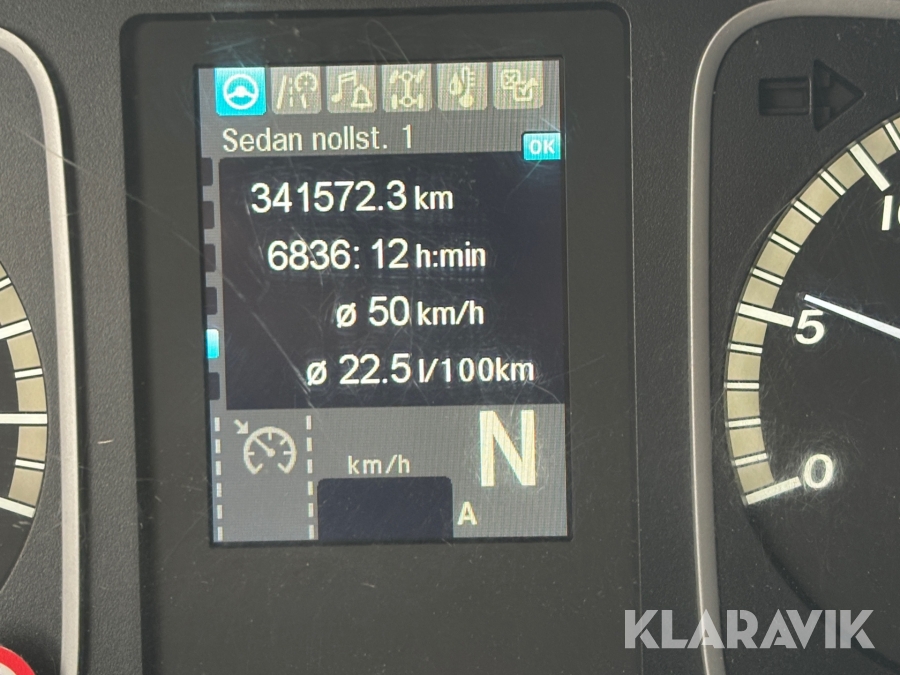 Sedan nollst. 1
OK
341572.3 km
6836:12 h:min
ø 50 km/h
ø 22.5 l/100km
km/h
N
A
5
0
KLARAVIK